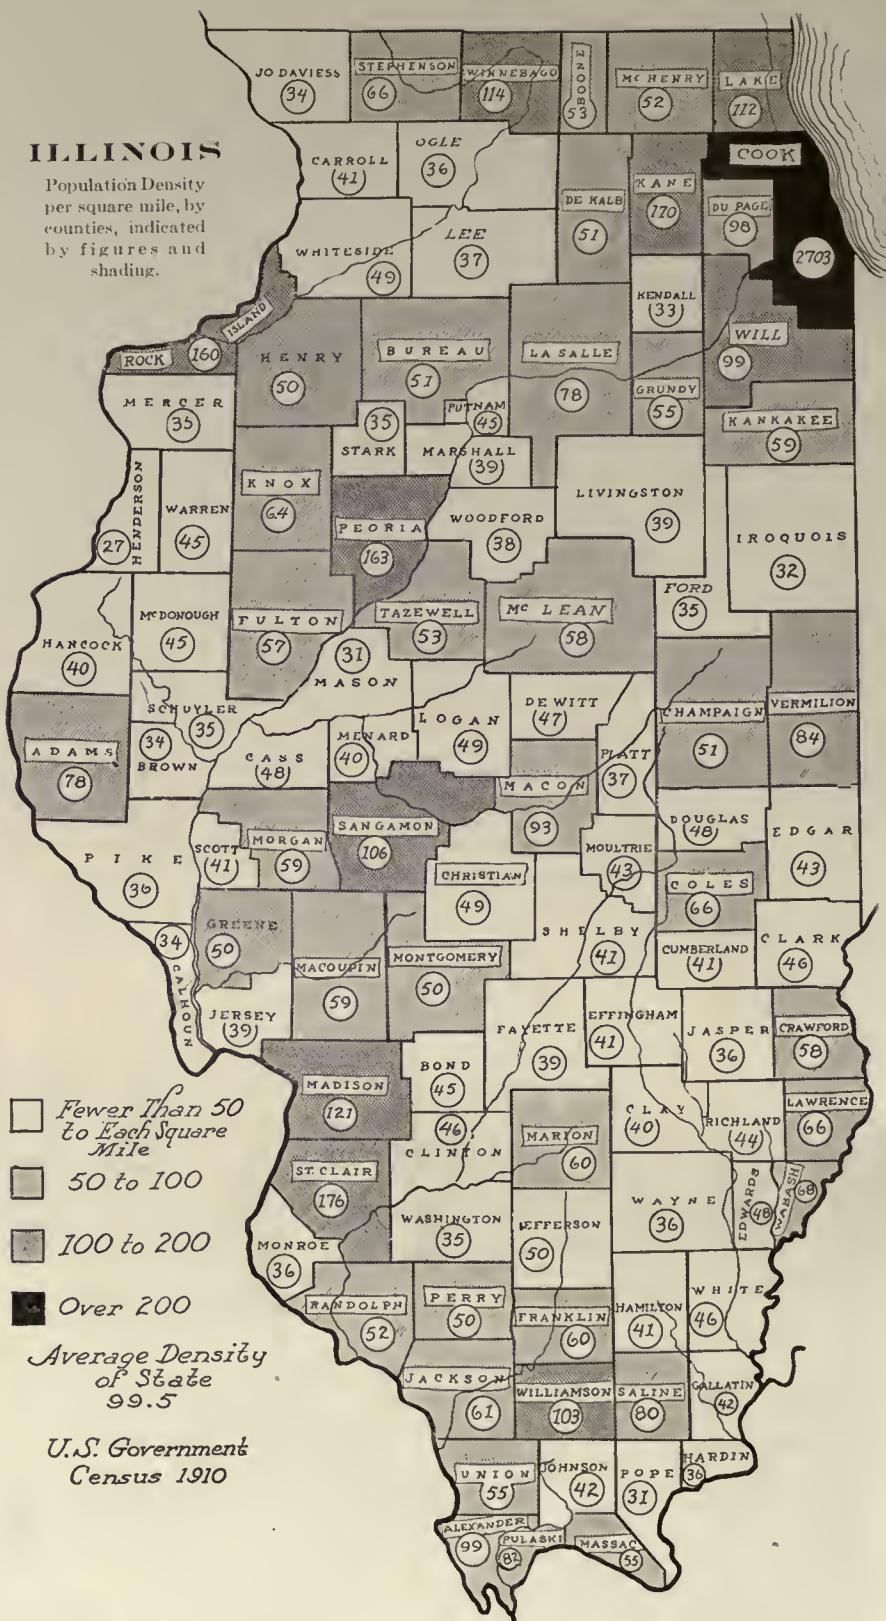 ILLINOIS
Population Density
per square mile, by
counties, indicated
by figures and
shading.
JO DAVIESS
34
STEPHENSON
66
WINNEBAGO
114
BOONE
53
McHENRY
52
LAKE
112
CARROLL
41
OGLE
36
DE KALB
51
KANE
170
COOK
2703
DU PAGE
98
WHITESIDE
49
LEE
37
KENDALL
33
WILL
99
ROCK ISLAND
160
HENRY
50
BUREAU
51
LA SALLE
78
GRUNDY
55
KANKAKEE
59
MERCER
35
STARK
35
PUTNAM
45
MARSHALL
39
LIVINGSTON
39
IROQUOIS
32
HENDERSON
27
WARREN
45
KNOX
64
PEORIA
163
WOODFORD
38
FORD
35
HANCOCK
40
McDONOUGH
45
FULTON
57
TAZEWELL
53
McLEAN
58
MASON
31
SCHUYLER
35
LOGAN
49
DEWITT
47
CHAMPAIGN
51
VERMILION
84
ADAMS
78
BROWN
34
CASS
48
MENARD
40
MACON
93
PIATT
37
PIKE
36
SCOTT
41
MORGAN
59
SANGAMON
106
CHRISTIAN
49
MOULTRIE
43
DOUGLAS
48
EDGAR
43
COLES
66
CALHOUN
34
GREENE
50
MACOUPIN
59
MONTGOMERY
50
SHELBY
41
CUMBERLAND
41
CLARK
46
JERSEY
39
FAYETTE
39
EFFINGHAM
41
JASPER
36
CRAWFORD
58
MADISON
121
BOND
45
CLAY
40
RICHLAND
44
LAWRENCE
66
CLINTON
46
MARION
60
ST. CLAIR
176
WASHINGTON
35
JEFFERSON
50
WAYNE
36
EDWARDS
48
WABASH
68
MONROE
36
RANDOLPH
52
PERRY
50
FRANKLIN
60
HAMILTON
41
WHITE
46
JACKSON
61
WILLIAMSON
103
SALINE
80
GALLATIN
42
UNION
55
JOHNSON
42
POPE
31
HARDIN
36
ALEXANDER
99
PULASKI
82
MASSAC
55
Fewer Than 50
to Each Square
Mile
50 to 100
100 to 200
Over 200
Average Density
of State
99.5
U.S. Government
Census 1910